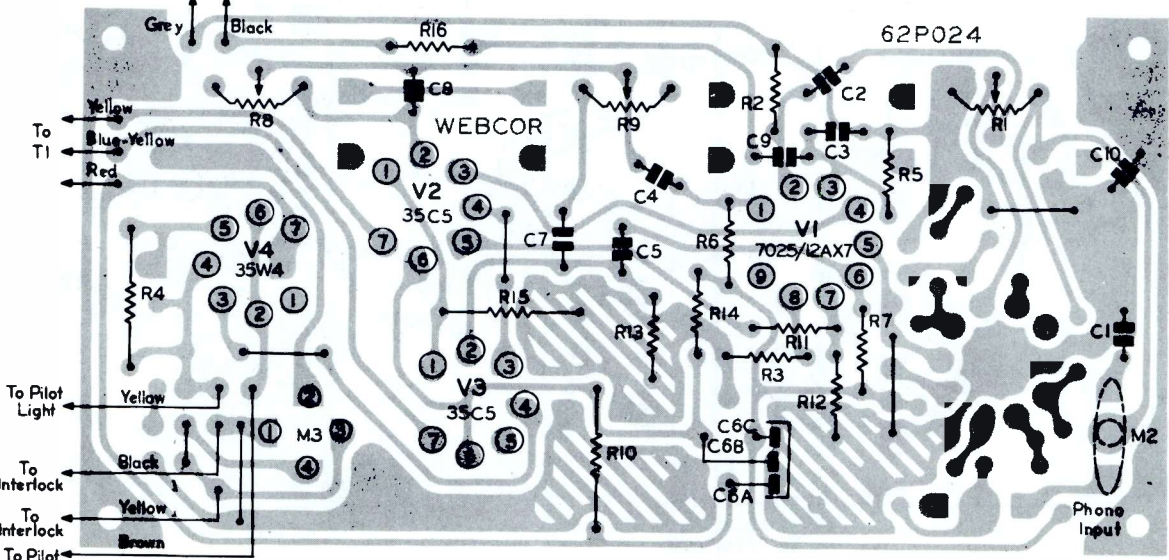 Grey
Black
R16
62P024
R8
C8
WEBCOR
R9
R2
C2
C9
C3
R1
C10
R5
Yellow
To
T1
Blue-Yellow
Red
1
2
3
4
5
6
7
V2
35C5
C4
C7
C5
R6
1
2
3
4
5
6
7
8
9
V1
7025/12AX7
5
6
7
4
3
2
1
V4
35W4
R4
R15
R13
R14
R11
R3
R7
R12
C1
1
2
3
4
5
7
V3
35C5
R10
To Pilot
Light
Yellow
1
2
3
4
M3
C6C
C6B
C6A
M2
Phono
Input
Black
To
Interlock
Yellow
To
Interlock
Brown
To Pilot